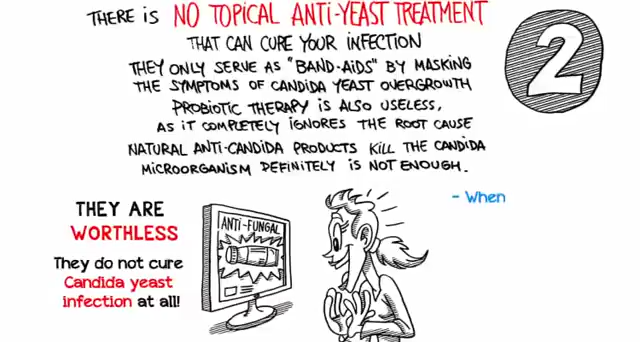 THERE IS NO TOPICAL ANTI-YEAST TREATMENT
THAT CAN CURE YOUR INFECTION
THEY ONLY SERVE AS "BAND-AIDS" BY MASKING
THE SYMPTOMS OF CANDIDA YEAST OVERGROWTH
PROBIOTIC THERAPY IS ALSO USELESS,
AS IT COMPLETELY IGNORES THE ROOT CAUSE
NATURAL ANTI-CANDIDA PRODUCTS KILL THE CANDIDA
MICROORGANISM DEFINITELY IS NOT ENOUGH.
2
- When
THEY ARE
WORTHLESS
They do not cure
Candida yeast
infection at all!
ANTI-FUNGAL